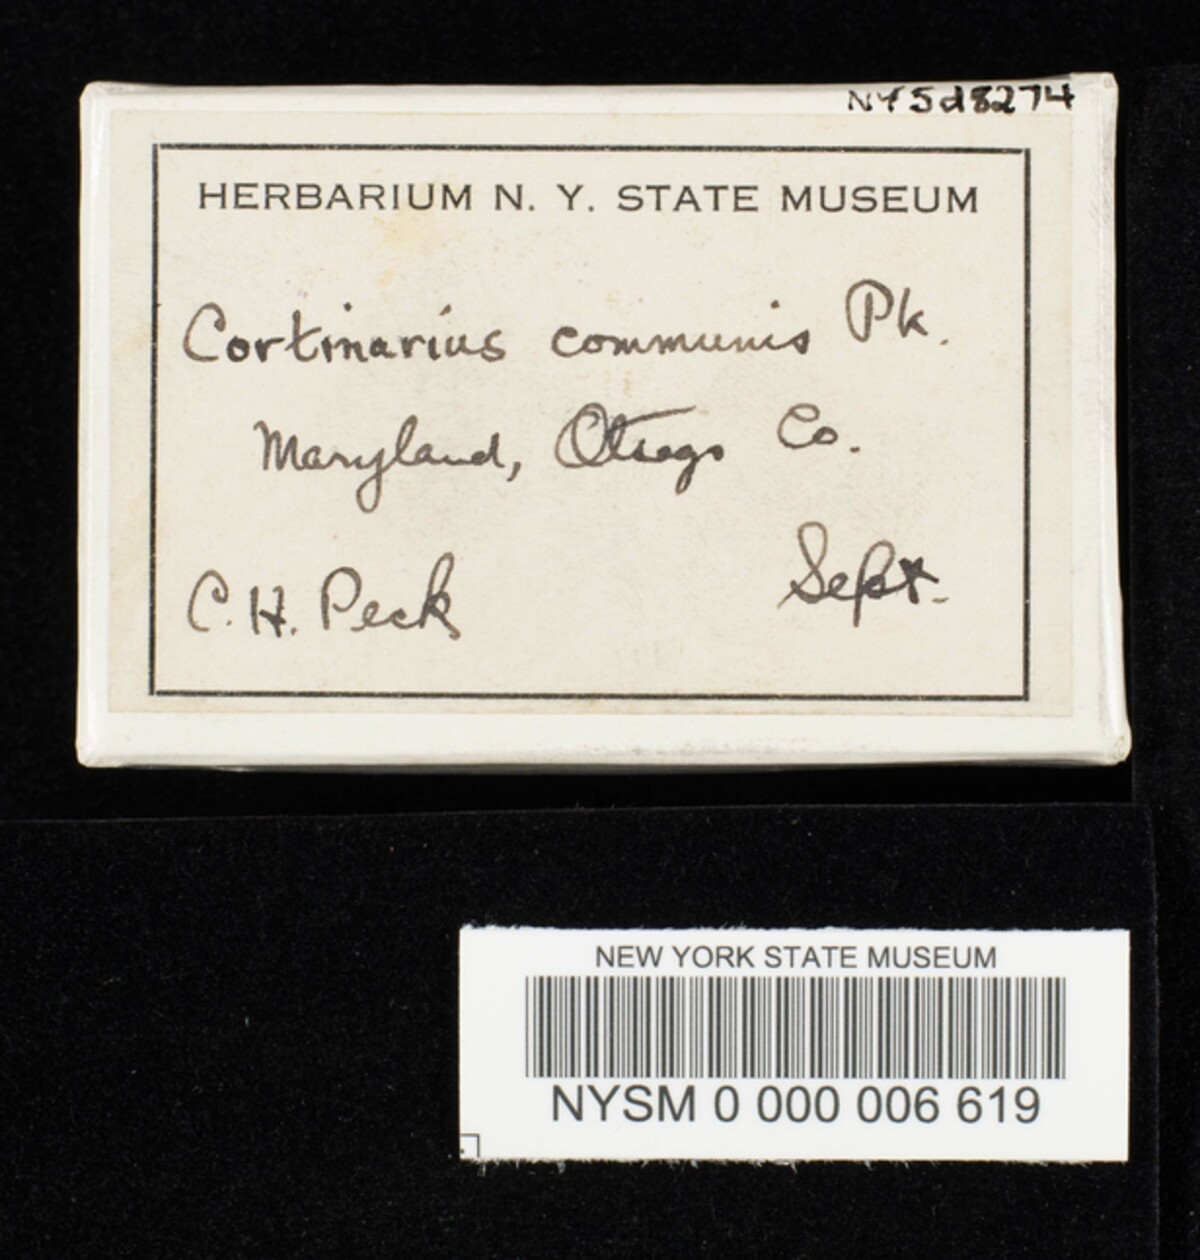 NYSd8274
HERBARIUM N. Y. STATE MUSEUM
Cortinarius communis Pk.
Maryland, Otsego Co.
C. H. Peck Sept.
NEW YORK STATE MUSEUM
NYSM 0 000 006 619